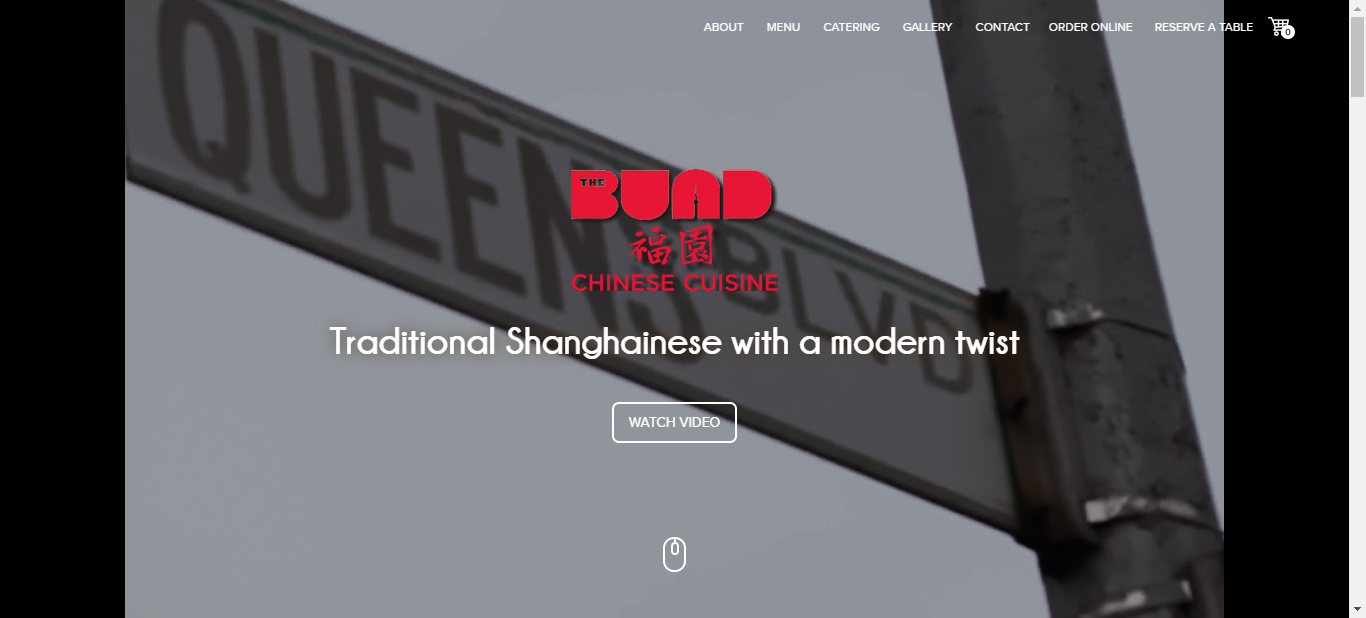 ABOUT MENU CATERING GALLERY CONTACT ORDER ONLINE RESERVE A TABLE 0
QUEENS BLVD
THE BUAD
福園
CHINESE CUISINE
Traditional Shanghainese with a modern twist
WATCH VIDEO